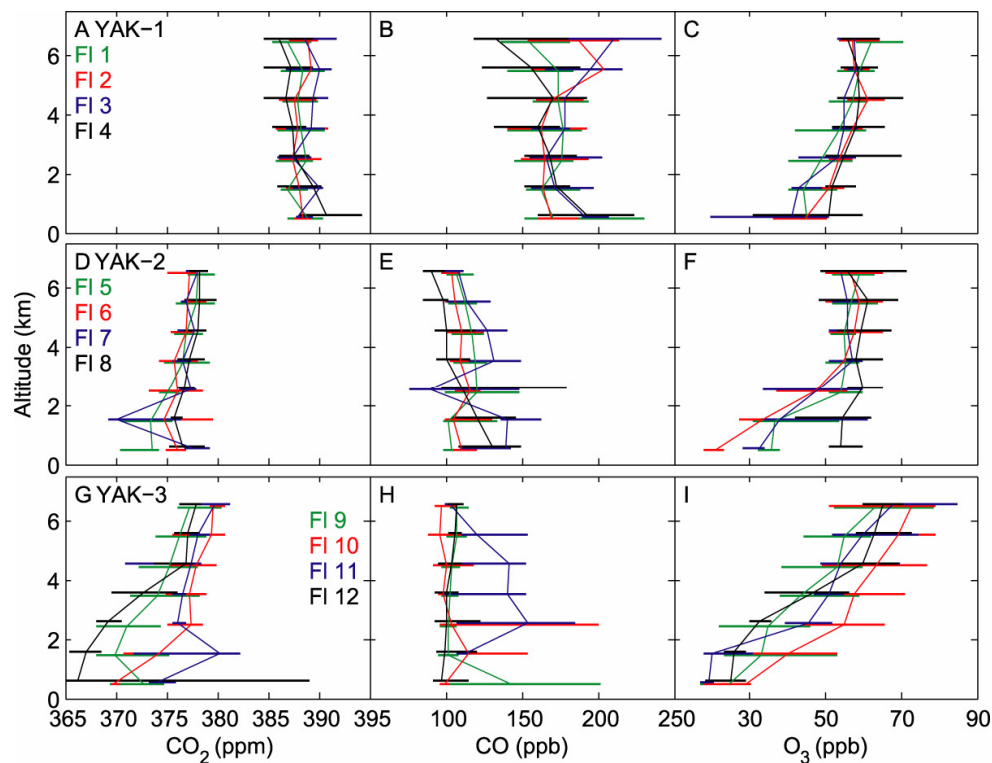 A YAK−1
B
C
Fl 1
Fl 2
Fl 3
Fl 4
6
4
2
0
D YAK−2
E
F
Fl 5
Fl 6
Fl 7
Fl 8
6
4
2
0
Altitude (km)
G YAK−3
H
I
Fl 9
Fl 10
Fl 11
Fl 12
6
4
2
0
365 370 380 390 395 100 150 200 250 30 50 70 90
CO2 (ppm) CO (ppb) O3 (ppb)